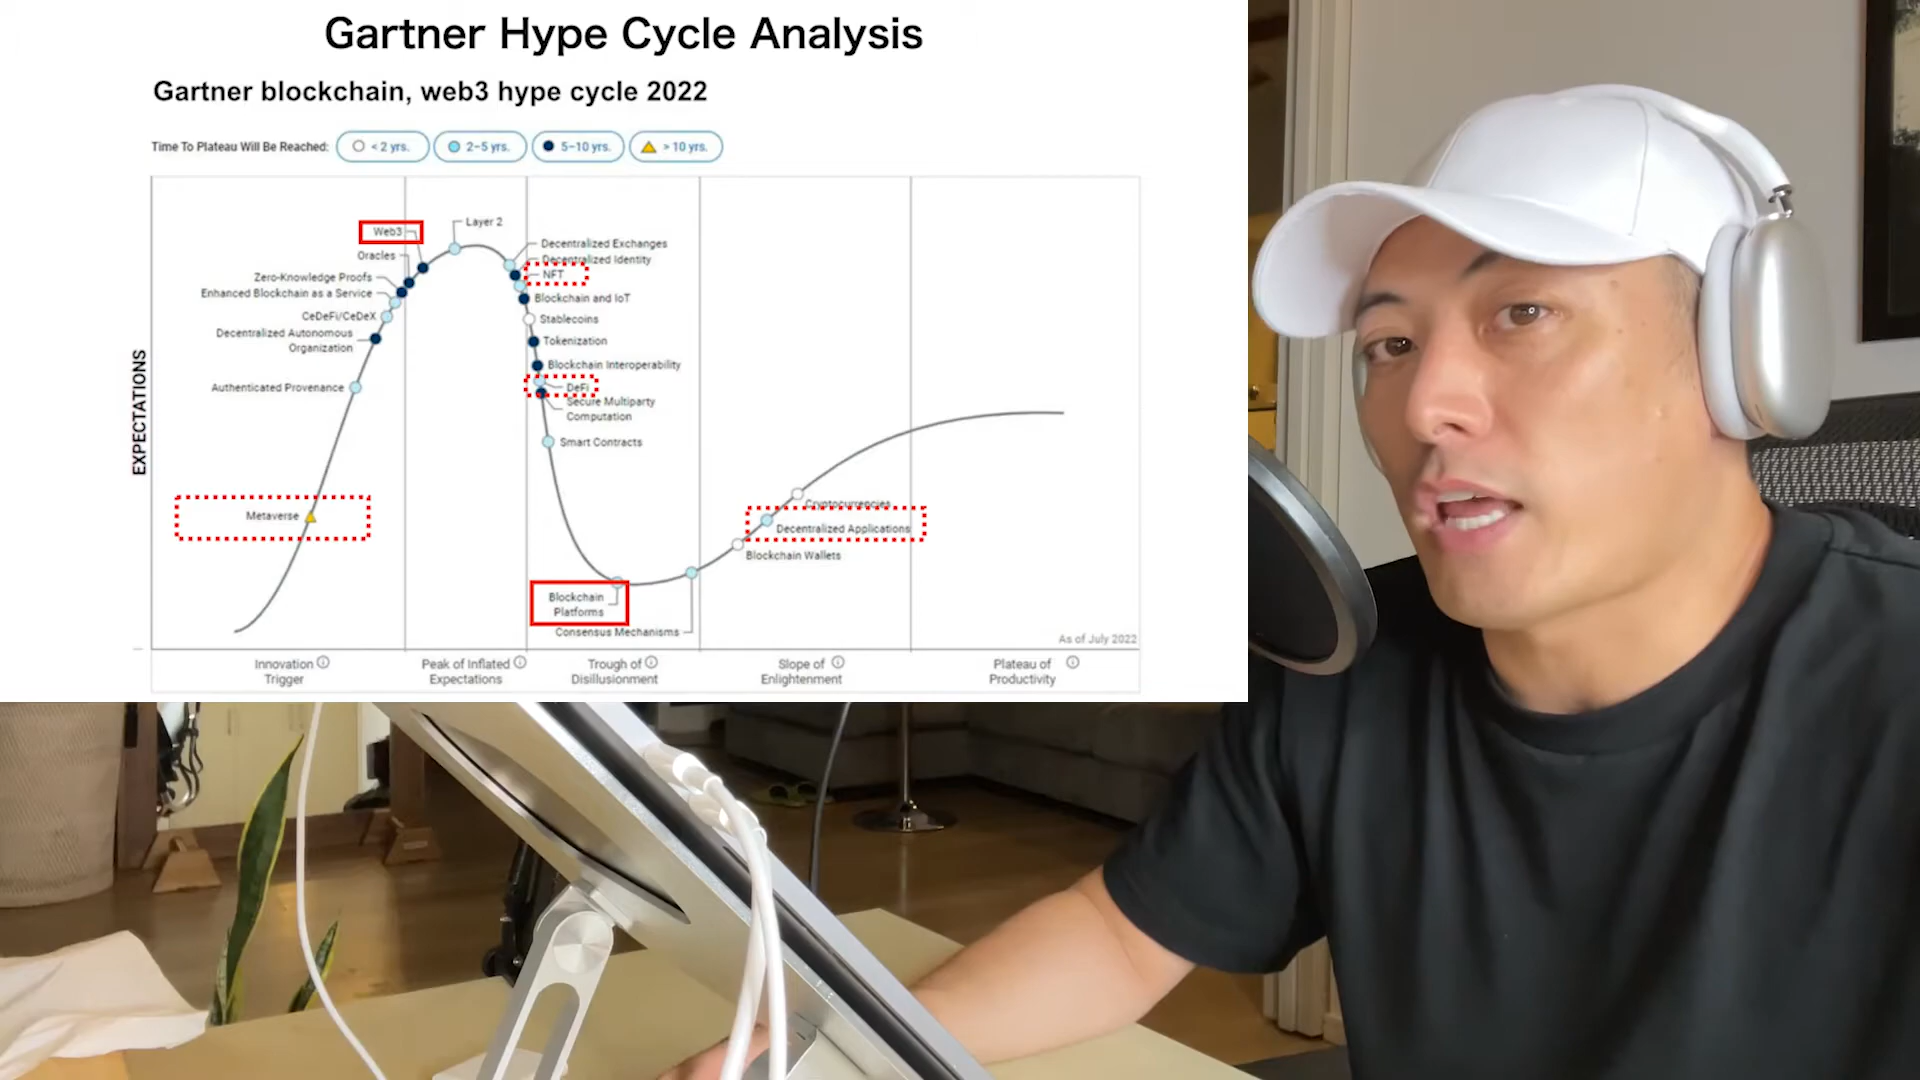 Gartner Hype Cycle Analysis
Gartner blockchain, web3 hype cycle 2022
Time To Plateau Will Be Reached:
< 2 yrs.
2–5 yrs.
5–10 yrs.
> 10 yrs.
EXPECTATIONS
Layer 2
Web3
Oracles
Zero-Knowledge Proofs
Enhanced Blockchain as a Service
CeDeFi/CeDeX
Decentralized Autonomous
Organization
Authenticated Provenance
Metaverse
Decentralized Exchanges
Decentralized Identity
NFT
Blockchain and IoT
Stablecoins
Tokenization
Blockchain Interoperability
DeFi
Secure Multiparty
Computation
Smart Contracts
Cryptocurrencies
Decentralized Applications
Blockchain Wallets
Blockchain
Platforms
Consensus Mechanisms
As of July 2022
Innovation
Trigger
Peak of Inflated
Expectations
Trough of
Disillusionment
Slope of
Enlightenment
Plateau of
Productivity